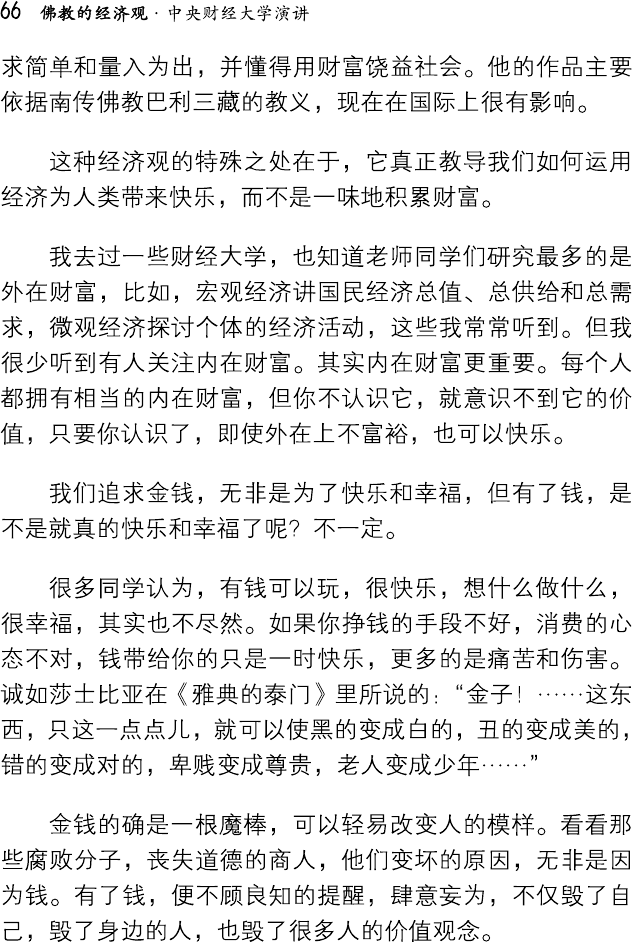 66 佛教的经济观·中央财经大学演讲
求简单和量入为出，并懂得用财富饶益社会。他的作品主要
依据南传佛教巴利三藏的教义，现在在国际上很有影响。
这种经济观的特殊之处在于，它真正教导我们如何运用
经济为人类带来快乐，而不是一味地积累财富。
我去过一些财经大学，也知道老师同学们研究最多的是
外在财富，比如，宏观经济讲国民经济总值、总供给和总需
求，微观经济探讨个体的经济活动，这些我常常听到。但我
很少听到有人关注内在财富。其实内在财富更重要。每个人
都拥有相当的内在财富，但你不认识它，就意识不到它的价
值，只要你认识了，即使外在上不富裕，也可以快乐。
我们追求金钱，无非是为了快乐和幸福，但有了钱，是
不是就真的快乐和幸福了呢？不一定。
很多同学认为，有钱可以玩，很快乐，想什么做什么，
很幸福，其实也不尽然。如果你挣钱的手段不好，消费的心
态不对，钱带给你的只是一时快乐，更多的是痛苦和伤害。
诚如莎士比亚在《雅典的泰门》里所说的：“金子！……这东
西，只这一点点儿，就可以使黑的变成白的，丑的变成美的，
错的变成对的，卑贱变成尊贵，老人变成少年……”
金钱的确是一根魔棒，可以轻易改变人的模样。看看那
些腐败分子，丧失道德的商人，他们变坏的原因，无非是因
为钱。有了钱，便不顾良知的提醒，肆意妄为，不仅毁了自
己，毁了身边的人，也毁了很多人的价值观念。